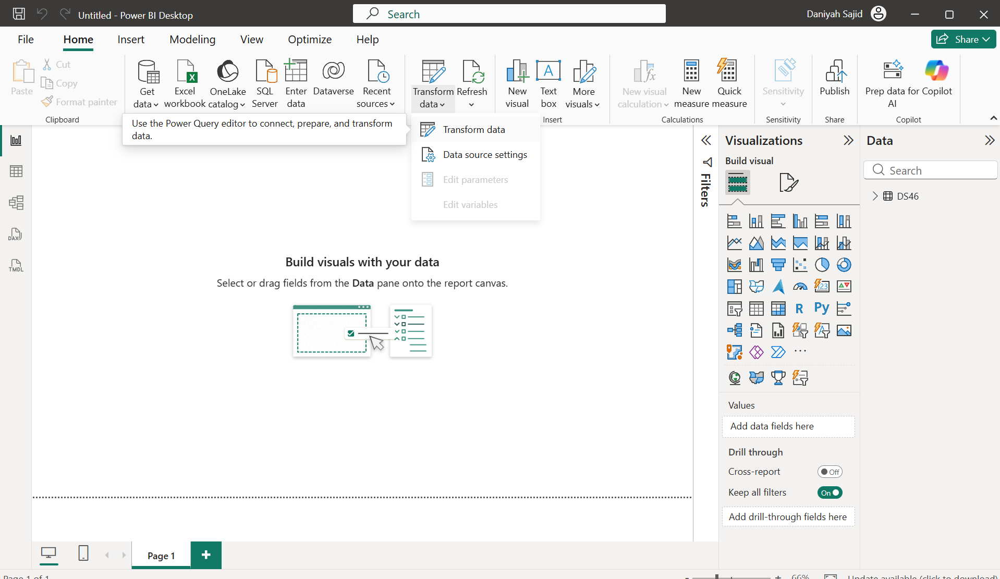 Untitled - Power BI Desktop
Search
Daniyah Sajid
File
Home
Insert
Modeling
View
Optimize
Help
Share
Paste
Cut
Copy
Format painter
Clipboard
Get data
Excel workbook
OneLake catalog
SQL Server
Enter data
Dataverse
Recent sources
Transform data
Refresh
New visual
Text box
More visuals
Insert
New visual calculation
New measure
Quick measure
Calculations
Sensitivity
Sensitivity
Publish
Share
Prep data for AI
Copilot
Copilot
Use the Power Query editor to connect, prepare, and transform
data.
Transform data
Data source settings
Edit parameters
Edit variables
DAX
TMDL
Build visuals with your data
Select or drag fields from the Data pane onto the report canvas.
Filters
Visualizations
Build visual
123
R
Py
Values
Add data fields here
Drill through
Cross-report
Off
Keep all filters
On
Add drill-through fields here
Data
Search
DS46
Page 1
Page 1 of 1
66%
Update available (click to download)